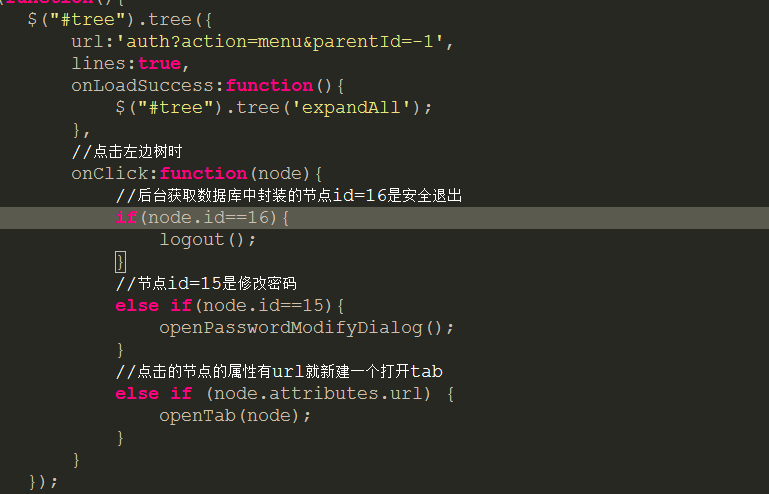 (function(){
$("#tree").tree({
url:'auth?action=menu&parentId=-1',
lines:true,
onLoadSuccess:function(){
$("#tree").tree('expandAll');
},
//点击左边树时
onClick:function(node){
//后台获取数据库中封装的节点id=16是安全退出
if(node.id==16){
logout();
}
//节点id=15是修改密码
else if(node.id==15){
openPasswordModifyDialog();
}
//点击的节点的属性有url就新建一个打开tab
else if (node.attributes.url) {
openTab(node);
}
}
});